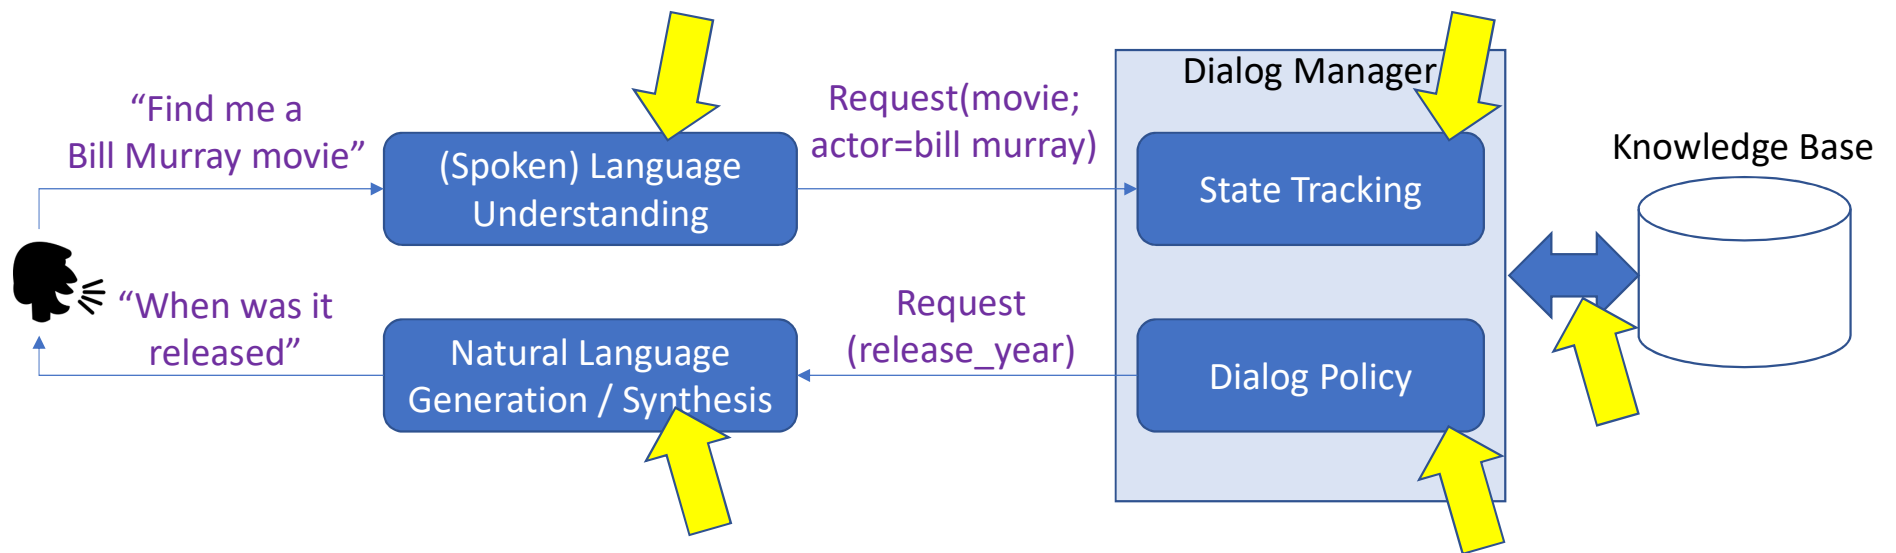 “Find me a
Bill Murray movie”
(Spoken) Language
Understanding
Request(movie;
actor=bill murray)
Dialog Manager
State Tracking
Knowledge Base
“When was it
released”
Natural Language
Generation / Synthesis
Request
(release_year)
Dialog Policy